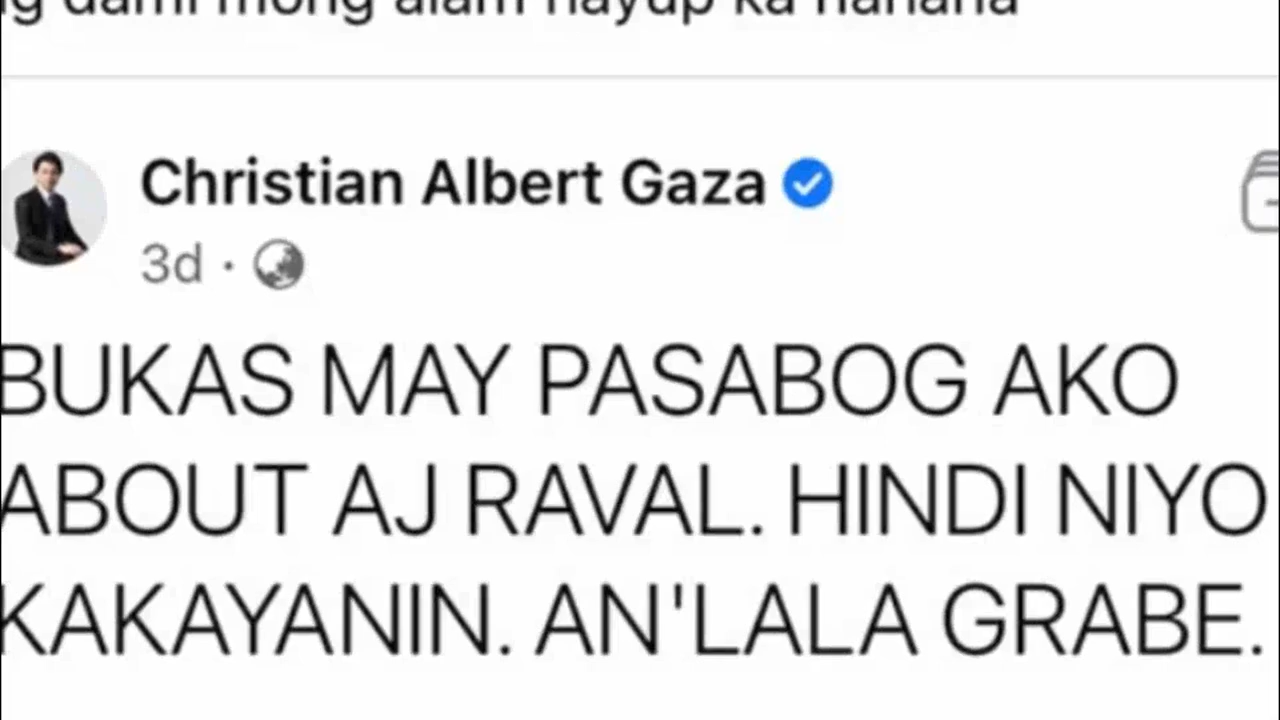 dami mong alam hayup ka hahaha
Christian Albert Gaza
3d ·
BUKAS MAY PASABOG AKO
ABOUT AJ RAVAL. HINDI NIYO
KAKAYANIN. AN'LALA GRABE.